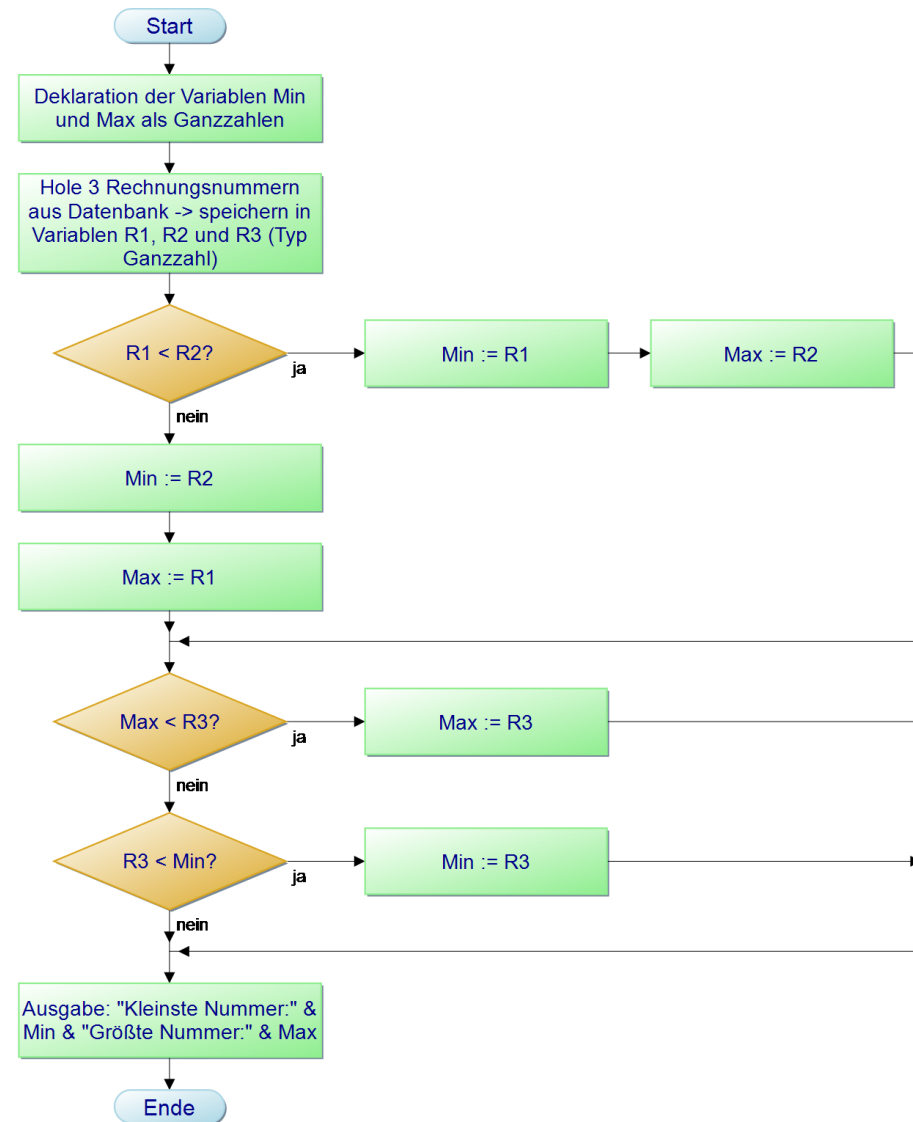 Start
Deklaration der Variablen Min
und Max als Ganzzahlen
Hole 3 Rechnungsnummern
aus Datenbank -> speichern in
Variablen R1, R2 und R3 (Typ
Ganzzahl)
R1 < R2?
ja
Min := R1
Max := R2
nein
Min := R2
Max := R1
Max < R3?
ja
Max := R3
nein
R3 < Min?
ja
Min := R3
nein
Ausgabe: "Kleinste Nummer:" &
Min & "Größte Nummer:" & Max
Ende